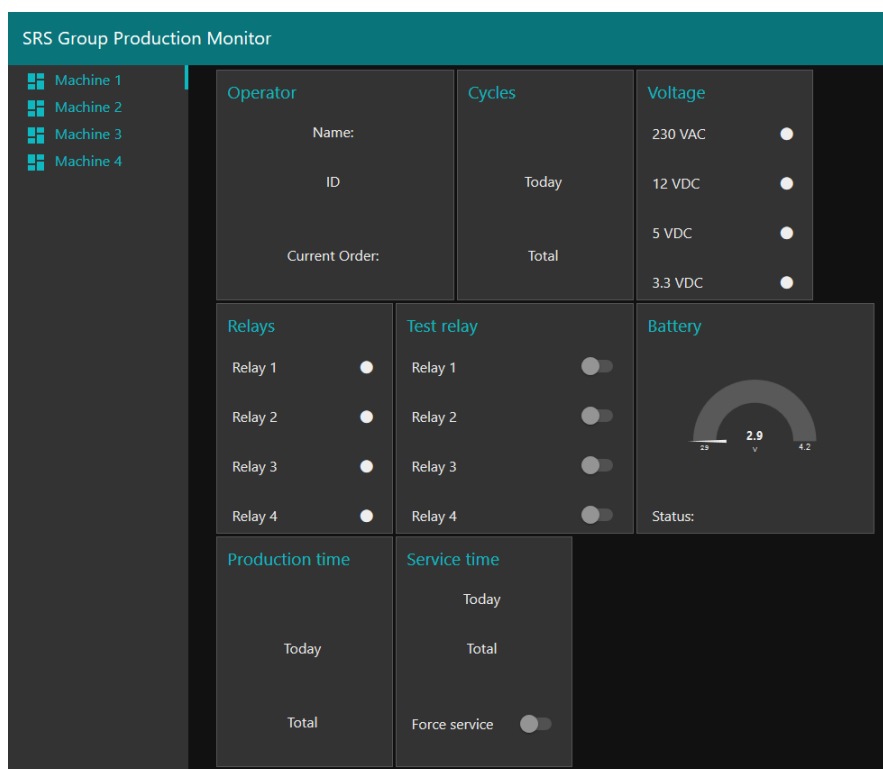 SRS Group Production Monitor
Machine 1
Machine 2
Machine 3
Machine 4
Operator
Name:
ID
Current Order:
Cycles
Today
Total
Voltage
230 VAC
12 VDC
5 VDC
3.3 VDC
Relays
Relay 1
Relay 2
Relay 3
Relay 4
Test relay
Relay 1
Relay 2
Relay 3
Relay 4
Battery
2.9
V
4.2
Status:
Production time
Today
Total
Service time
Today
Total
Force service